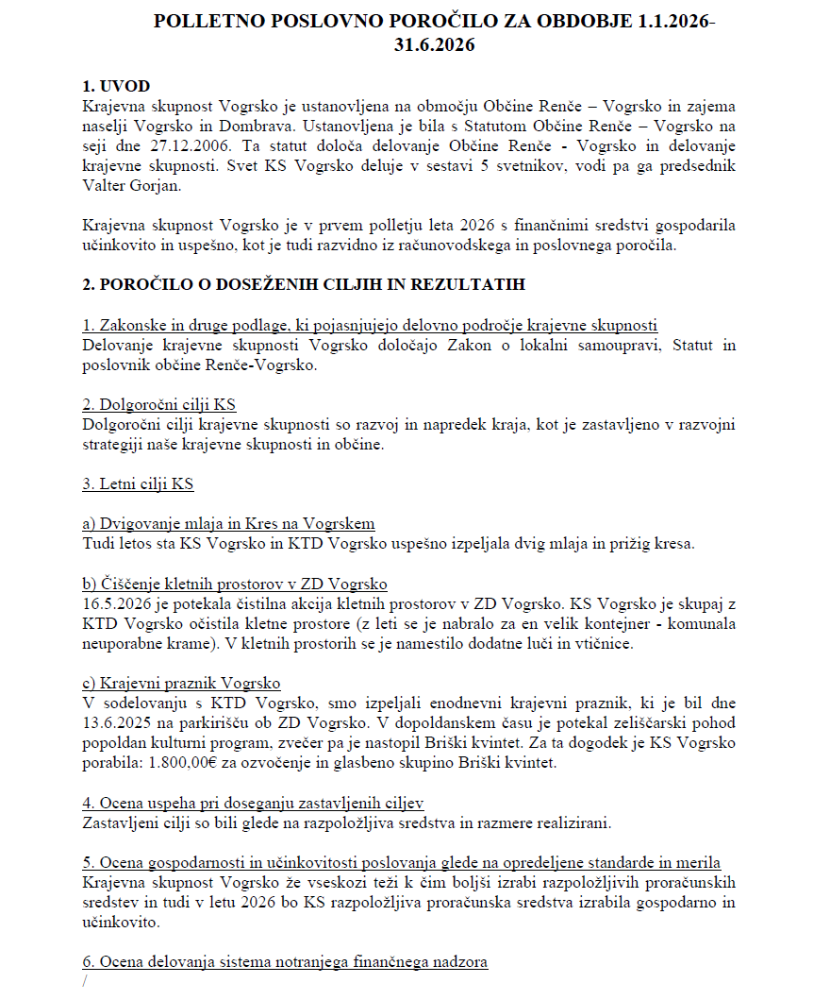 POLLETNO POSLOVNO POROČILO ZA OBDOBJE 1.1.2026-
31.6.2026
1. UVOD
Krajevna skupnost Vogrsko je ustanovljena na območju Občine Renče – Vogrsko in zajema
naselji Vogrsko in Dombrava. Ustanovljena je bila s Statutom Občine Renče – Vogrsko na
seji dne 27.12.2006. Ta statut določa delovanje Občine Renče - Vogrsko in delovanje
krajevne skupnosti. Svet KS Vogrsko deluje v sestavi 5 svetnikov, vodi pa ga predsednik
Valter Gorjan.
Krajevna skupnost Vogrsko je v prvem polletju leta 2026 s finančnimi sredstvi gospodarila
učinkovito in uspešno, kot je tudi razvidno iz računovodskega in poslovnega poročila.
2. POROČILO O DOSEŽENIH CILJIH IN REZULTATIH
1. Zakonske in druge podlage, ki pojasnjujejo delovno področje krajevne skupnosti
Delovanje krajevne skupnosti Vogrsko določajo Zakon o lokalni samoupravi, Statut in
poslovnik občine Renče-Vogrsko.
2. Dolgoročni cilji KS
Dolgoročni cilji krajevne skupnosti so razvoj in napredek kraja, kot je zastavljeno v razvojni
strategiji naše krajevne skupnosti in občine.
3. Letni cilji KS
a) Dvigovanje mlaja in Kres na Vogrskem
Tudi letos sta KS Vogrsko in KTD Vogrsko uspešno izpeljala dvig mlaja in prižig kresa.
b) Čiščenje kletnih prostorov v ZD Vogrsko
16.5.2026 je potekala čistilna akcija kletnih prostorov v ZD Vogrsko. KS Vogrsko je skupaj z
KTD Vogrsko očistila kletne prostore (z leti se je nabralo za en velik kontejner - komunala
neuporabne krame). V kletnih prostorih se je namestilo dodatne luči in vtičnice.
c) Krajevni praznik Vogrsko
V sodelovanju s KTD Vogrsko, smo izpeljali enodnevni krajevni praznik, ki je bil dne
13.6.2025 na parkirišču ob ZD Vogrsko. V dopoldanskem času je potekal zeliščarski pohod
popoldan kulturni program, zvečer pa je nastopil Briški kvintet. Za ta dogodek je KS Vogrsko
porabila: 1.800,00€ za ozvočenje in glasbeno skupino Briški kvintet.
4. Ocena uspeha pri doseganju zastavljenih ciljev
Zastavljeni cilji so bili glede na razpoložljiva sredstva in razmere realizirani.
5. Ocena gospodarnosti in učinkovitosti poslovanja glede na opredeljene standarde in merila
Krajevna skupnost Vogrsko že vseskozi teži k čim boljši izrabi razpoložljivih proračunskih
sredstev in tudi v letu 2026 bo KS razpoložljiva proračunska sredstva izrabila gospodarno in
učinkovito.
6. Ocena delovanja sistema notranjega finančnega nadzora
/